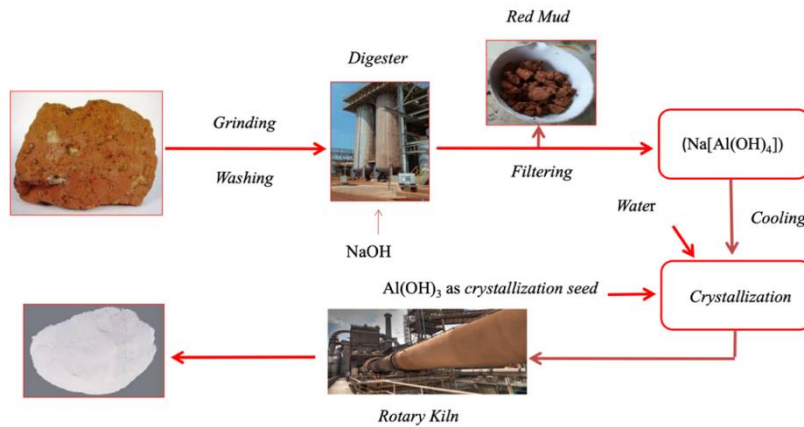 Red Mud
Digester
Grinding
Washing
Filtering
(Na[Al(OH)₄])
NaOH
Water
Cooling
Al(OH)₃ as crystallization seed
Crystallization
Rotary Kiln